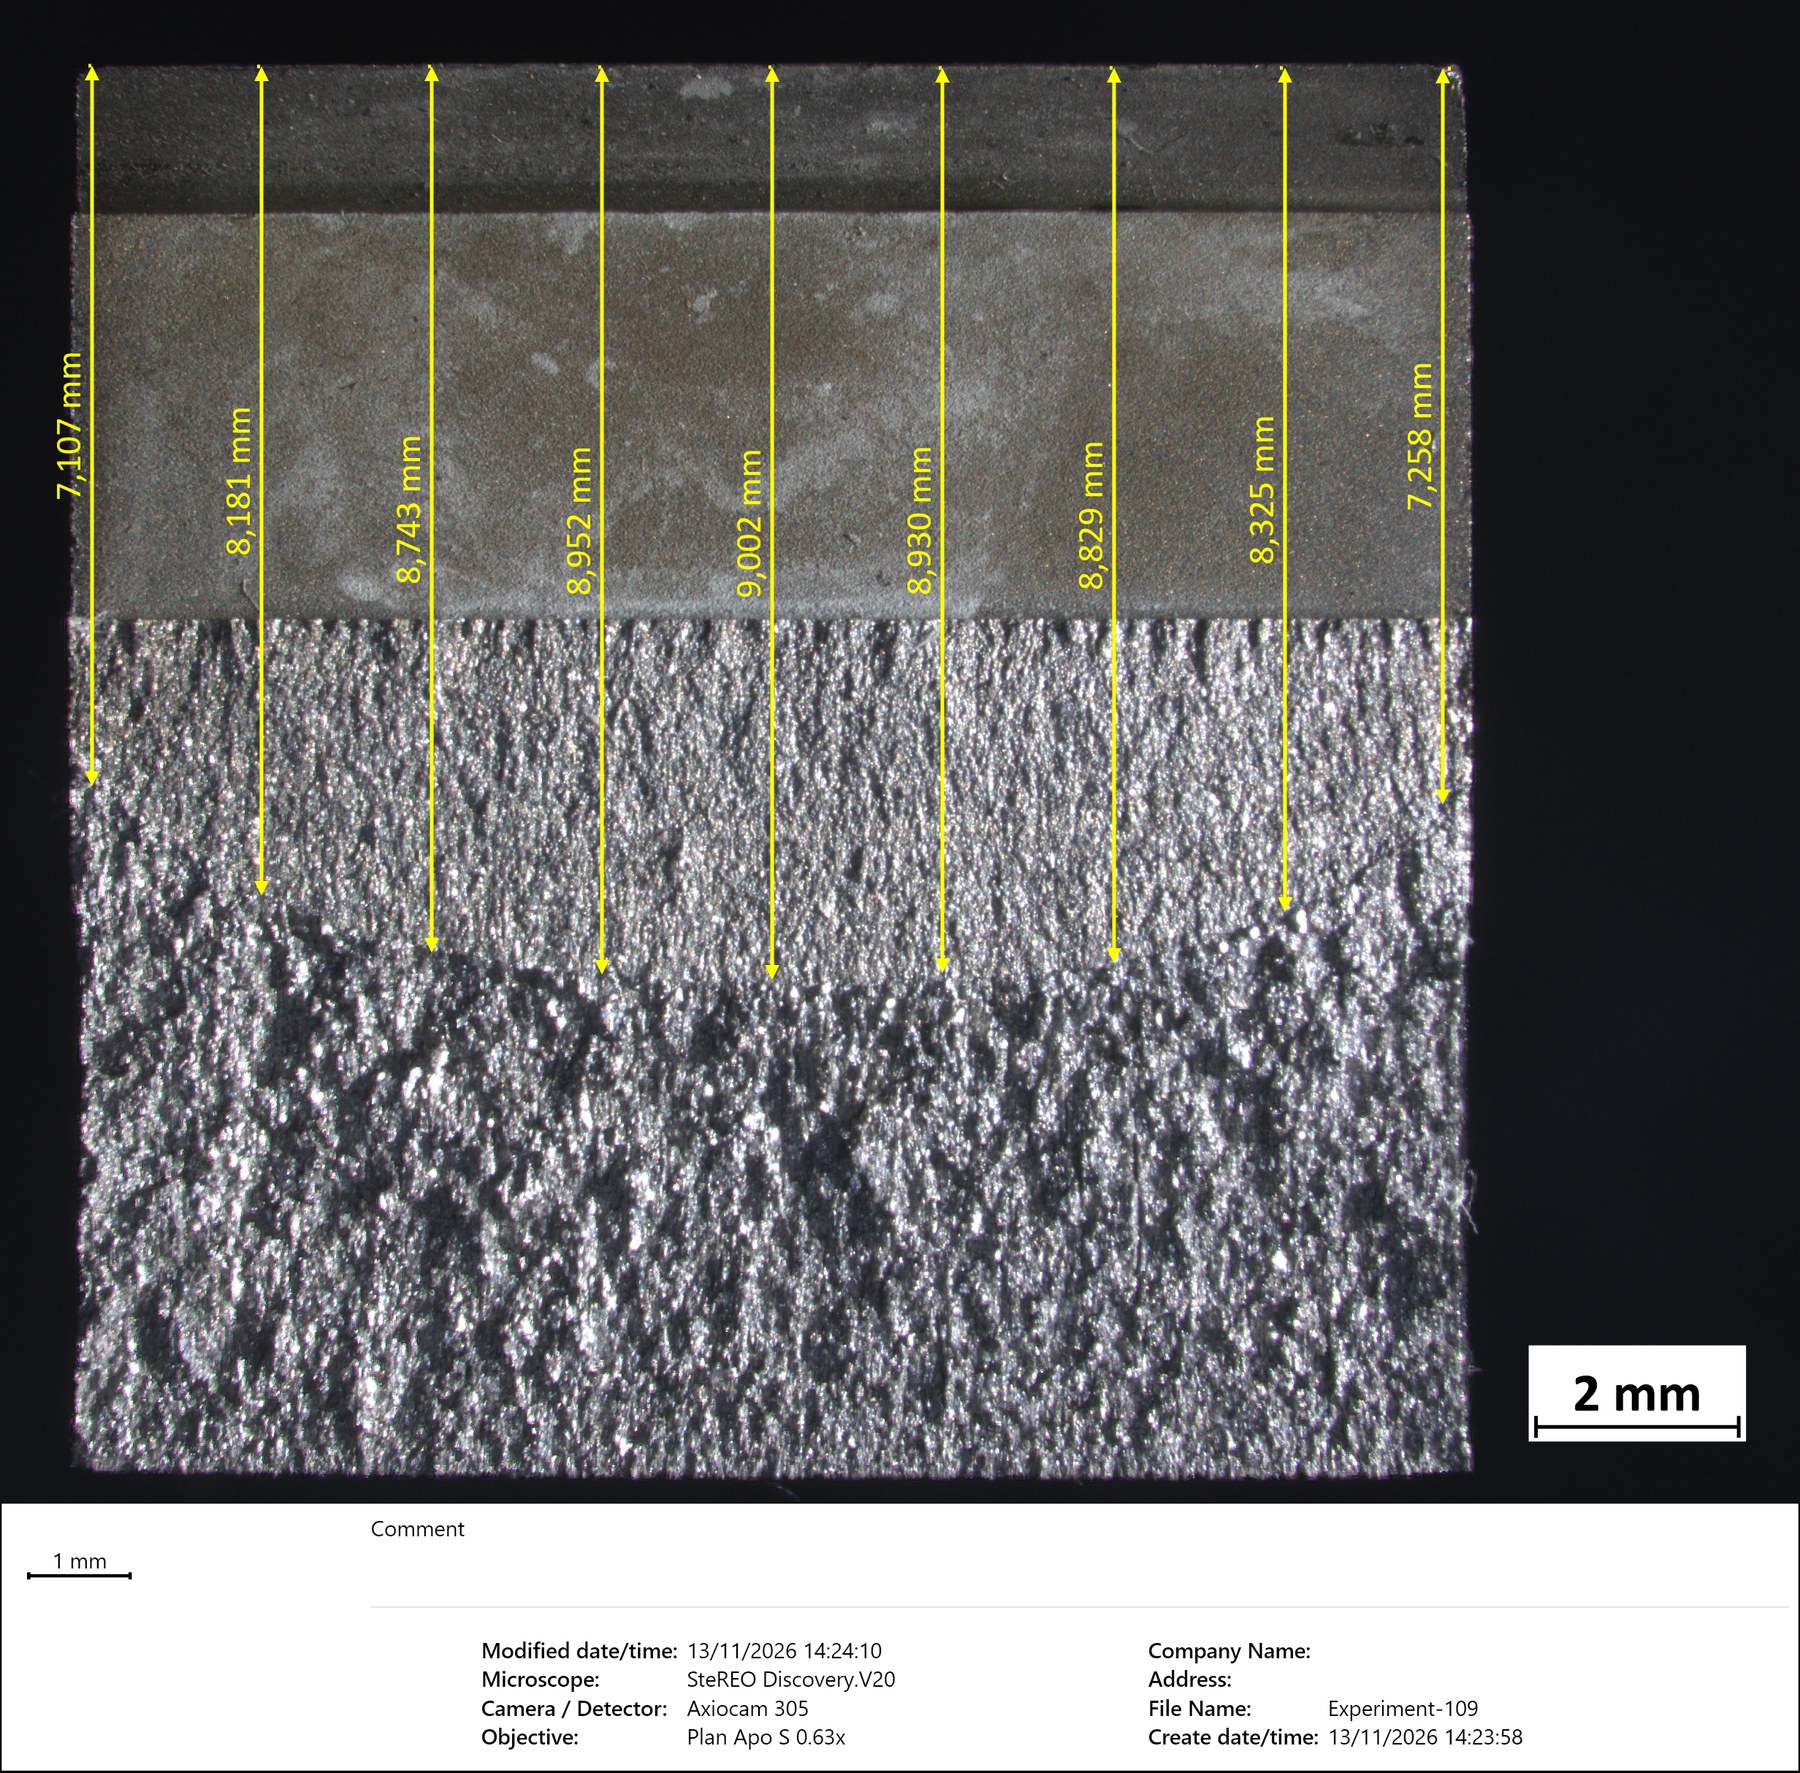 7,107 mm
8,181 mm
8,743 mm
8,952 mm
9,002 mm
8,930 mm
8,829 mm
8,325 mm
7,258 mm
2 mm
1 mm
Comment
Modified date/time: 13/11/2026 14:24:10
Microscope: SteREO Discovery.V20
Camera / Detector: Axiocam 305
Objective: Plan Apo S 0.63x
Company Name:
Address:
File Name: Experiment-109
Create date/time: 13/11/2026 14:23:58